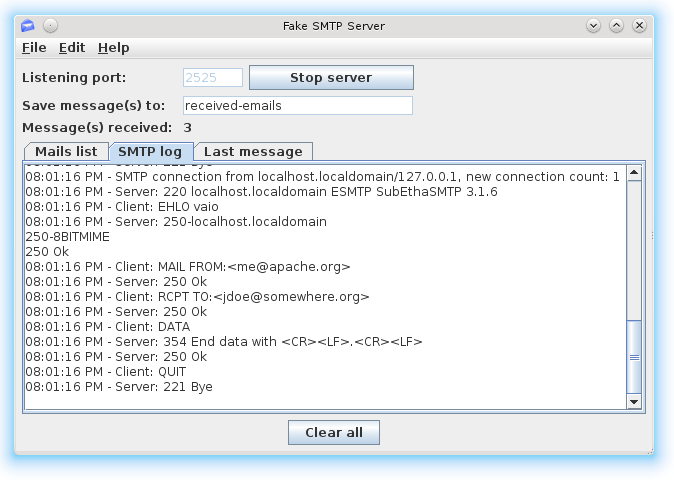 Fake SMTP Server
File Edit Help
Listening port: 2525 Stop server
Save message(s) to: received-emails
Message(s) received: 3
Mails list SMTP log Last message
08:01:16 PM - SMTP connection from localhost.localdomain/127.0.0.1, new connection count: 1
08:01:16 PM - Server: 220 localhost.localdomain ESMTP SubEthaSMTP 3.1.6
08:01:16 PM - Client: EHLO vaio
08:01:16 PM - Server: 250-localhost.localdomain
250-8BITMIME
250 Ok
08:01:16 PM - Client: MAIL FROM:<me@apache.org>
08:01:16 PM - Server: 250 Ok
08:01:16 PM - Client: RCPT TO:<jdoe@somewhere.org>
08:01:16 PM - Server: 250 Ok
08:01:16 PM - Client: DATA
08:01:16 PM - Server: 354 End data with <CR><LF>.<CR><LF>
08:01:16 PM - Server: 250 Ok
08:01:16 PM - Client: QUIT
08:01:16 PM - Server: 221 Bye
Clear all